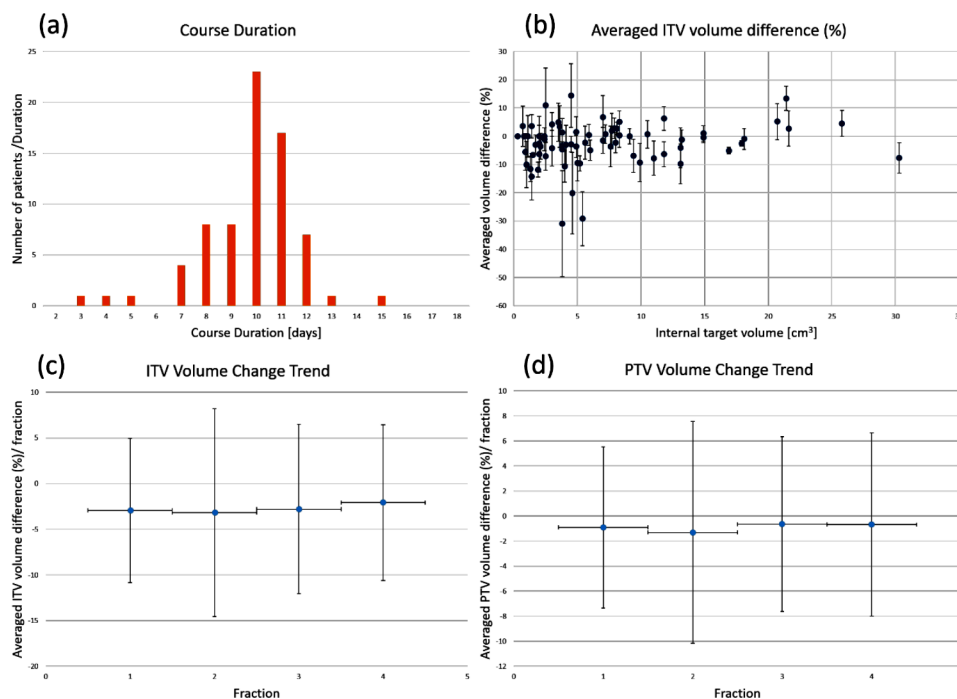 (a)
Course Duration
Number of patients /Duration
25
20
15
10
5
0
2 3 4 5 6 7 8 9 10 11 12 13 14 15 16 17 18
Course Duration [days]
(b)
Averaged ITV volume difference (%)
Averaged volume difference (%)
30
20
10
0
-10
-20
-30
-40
-50
-60
0 5 10 15 20 25 30 35
Internal target volume [cm³]
(c)
ITV Volume Change Trend
Averaged ITV volume difference (%)/ fraction
10
5
0
-5
-10
-15
-20
0 1 2 3 4 5
Fraction
(d)
PTV Volume Change Trend
Averaged PTV volume difference (%)/ fraction
10
8
6
4
2
0
-2
-4
-6
-8
-10
-12
0 1 2 3 4
Fraction